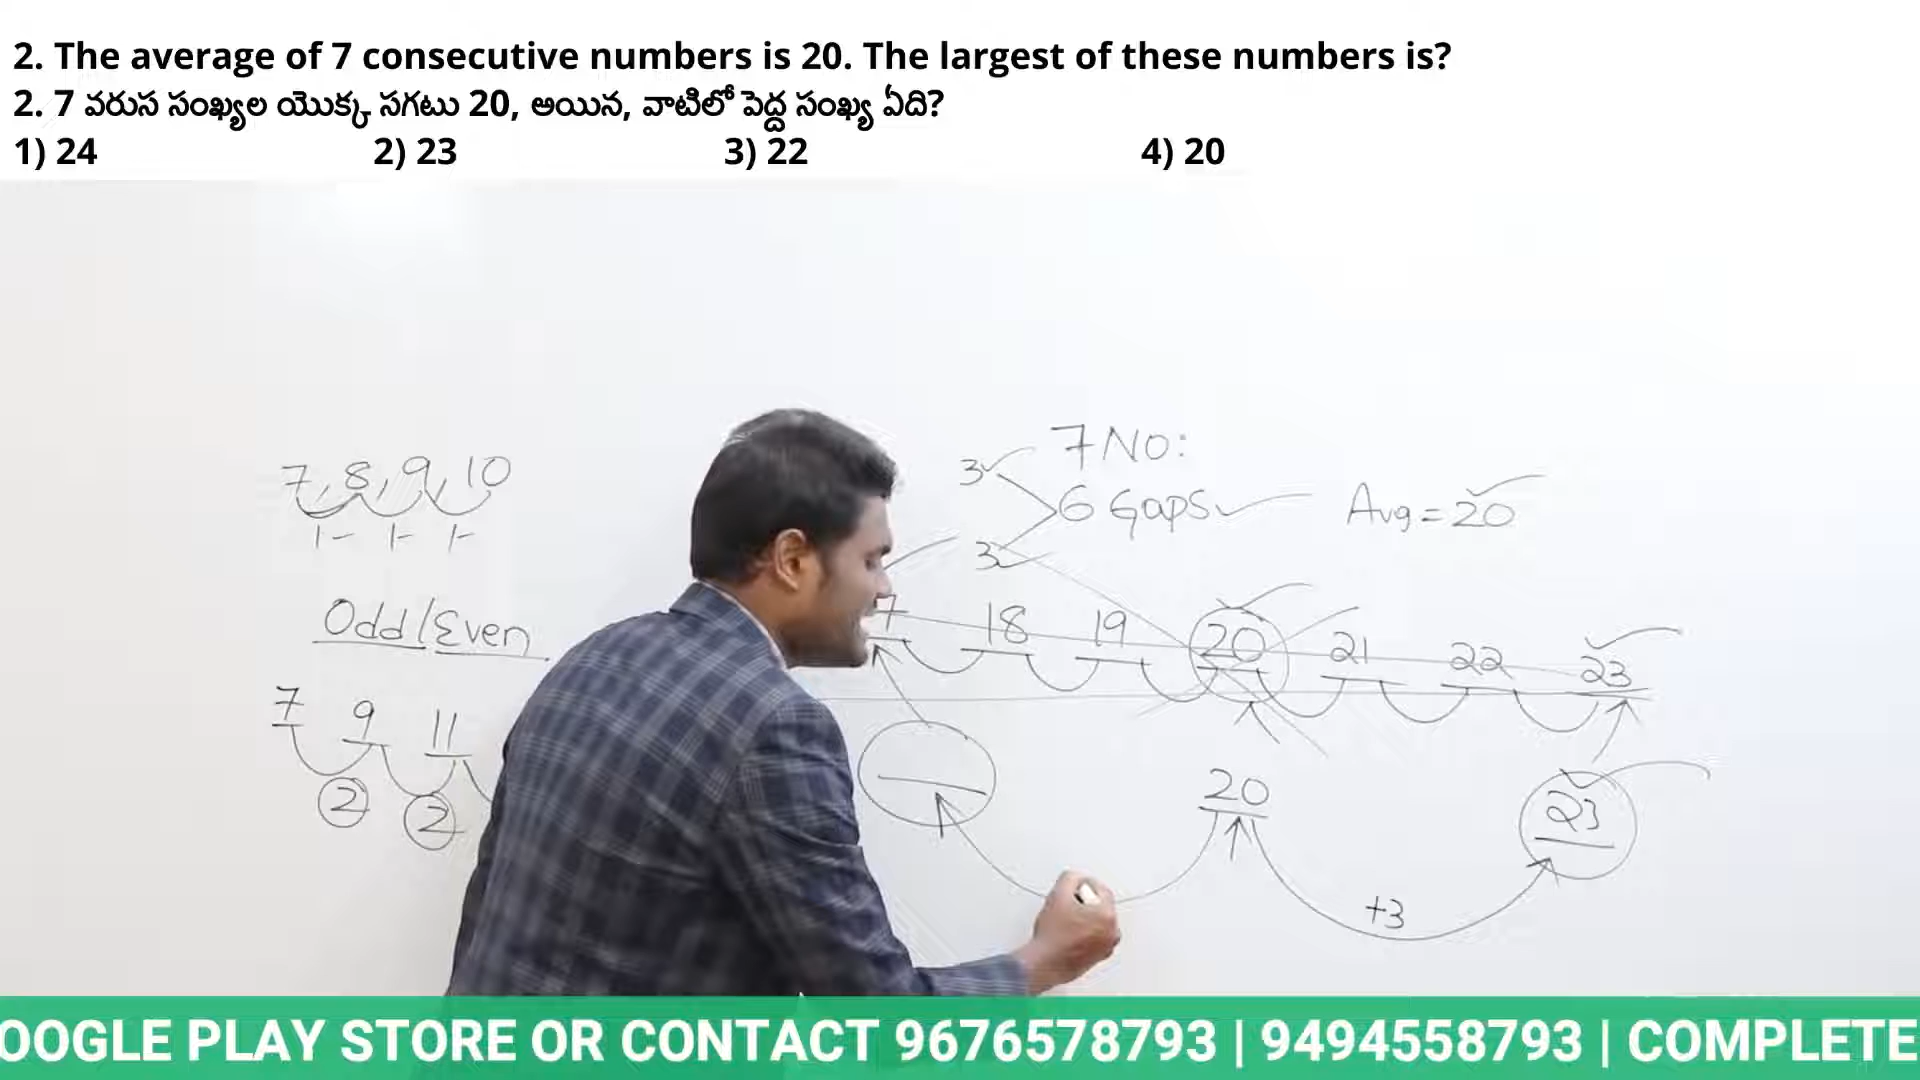 2. The average of 7 consecutive numbers is 20. The largest of these numbers is?
2. 7 వరుస సంఖ్యల యొక్క సగటు 20, అయిన, వాటిలో పెద్ద సంఖ్య ఏది?
1) 24 2) 23 3) 22 4) 20
7 No:
3 6 Gaps Avg = 20
3
7, 8, 9, 10
1 1 1
Odd/Even
7 9 11
2 2
7 18 19 20 21 22 23
20 23
+3
OOGLE PLAY STORE OR CONTACT 9676578793 | 9494558793 | COMPLETE